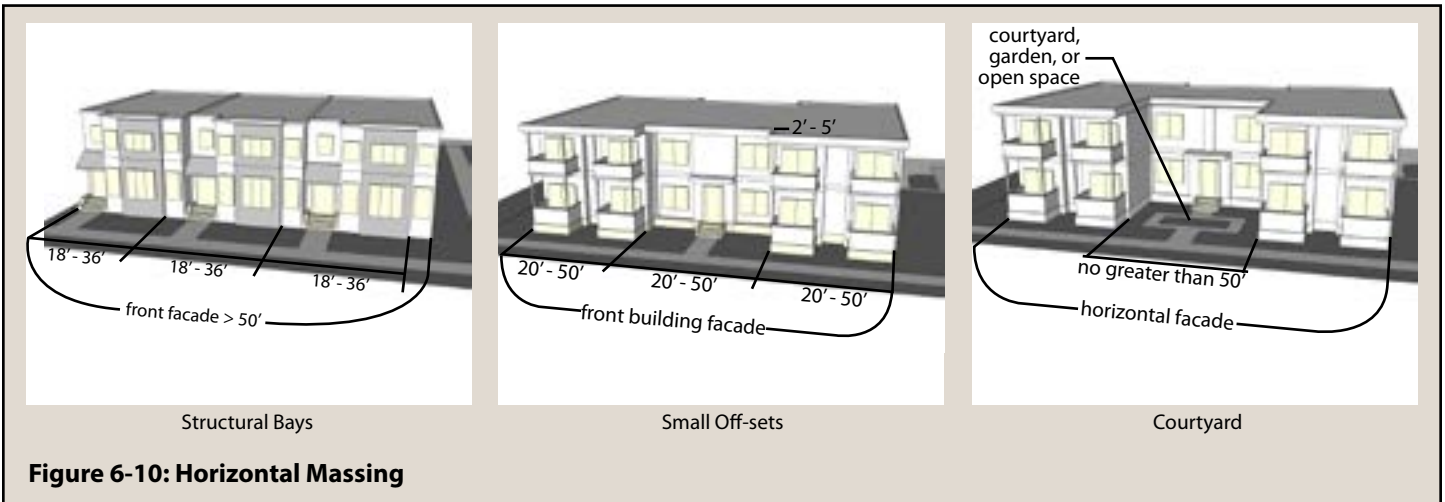 18' - 36'
18' - 36'
18' - 36'
front facade > 50'
Structural Bays
2' - 5'
20' - 50'
20' - 50'
20' - 50'
front building facade
Small Off-sets
courtyard,
garden, or
open space
no greater than 50'
horizontal facade
Courtyard
Figure 6-10: Horizontal Massing